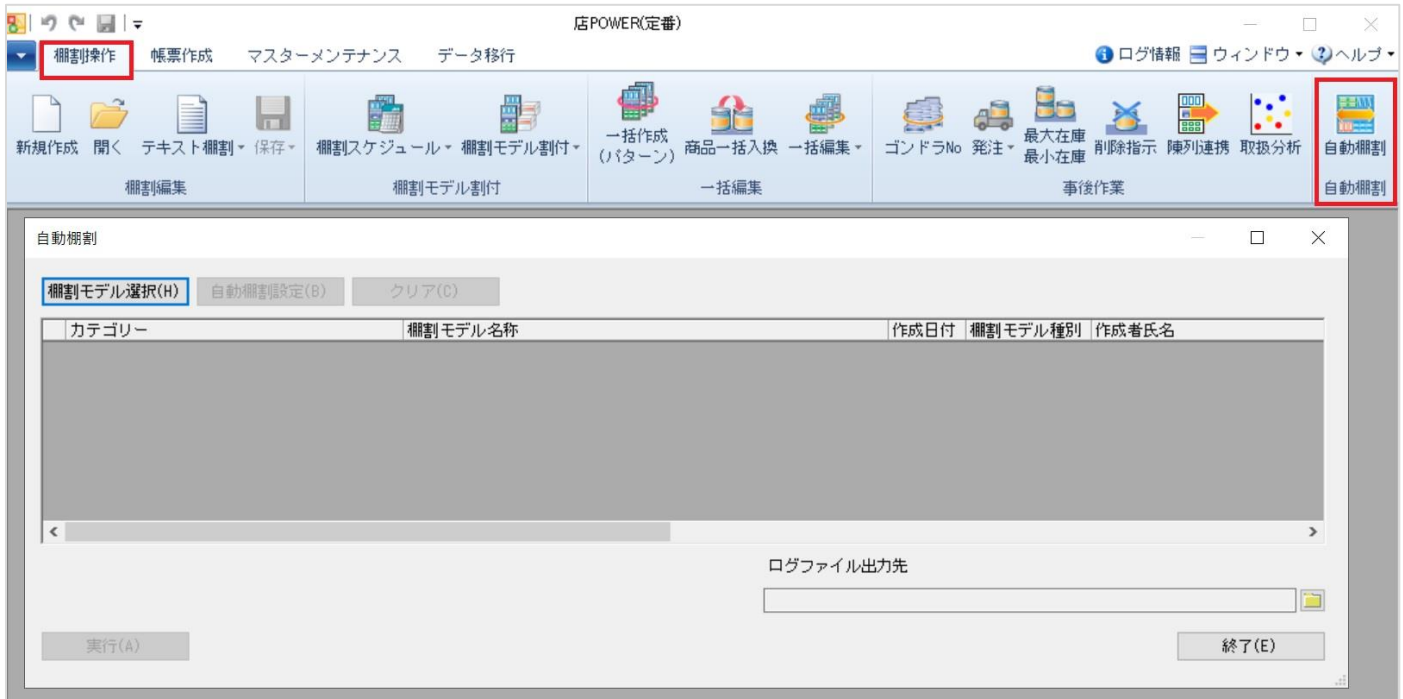 店POWER(定番)
棚割操作 帳票作成 マスターメンテナンス データ移行 ログ情報 ウィンドウ ヘルプ
新規作成 開く テキスト棚割 保存 棚割スケジュール 棚割モデル割付 一括作成(パターン) 商品一括入換 一括編集 ゴンドラNo 発注 最大在庫 最小在庫 削除指示 陳列連携 取扱分析 自動棚割
棚割編集 棚割モデル割付 一括編集 事後作業 自動棚割
自動棚割
棚割モデル選択(H) 自動棚割設定(B) クリア(C)
カテゴリー 棚割モデル名称 作成日付 棚割モデル種別 作成者氏名
ログファイル出力先
実行(A) 終了(E)